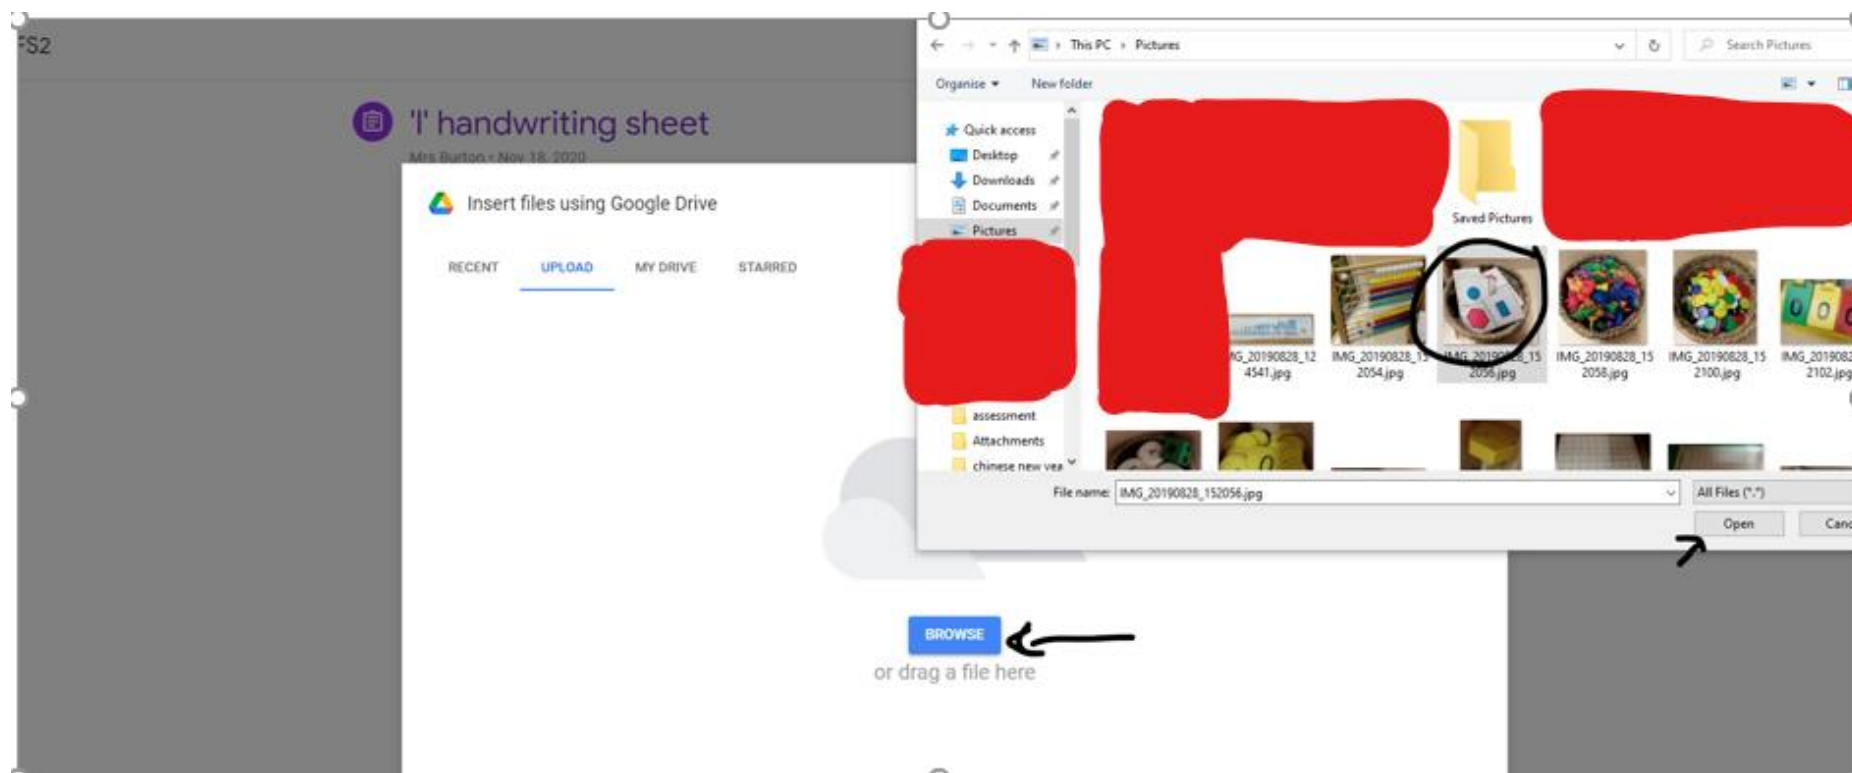 FS2
'l' handwriting sheet
Mrs Burton • Nov 18, 2020
Insert files using Google Drive
RECENT UPLOAD MY DRIVE STARRED
BROWSE
or drag a file here
This PC › Pictures
Search Pictures
Organise New folder
Quick access
Desktop
Downloads
Documents
Pictures
assessment
Attachments
chinese new yea
Saved Pictures
IMG_20190828_12
4541.jpg
IMG_20190828_15
2054.jpg
IMG_20190828_15
2056.jpg
IMG_20190828_15
2058.jpg
IMG_20190828_15
2100.jpg
IMG_2019082
2102.jpg
File name: IMG_20190828_152056.jpg
All Files (*.*)
Open Canc